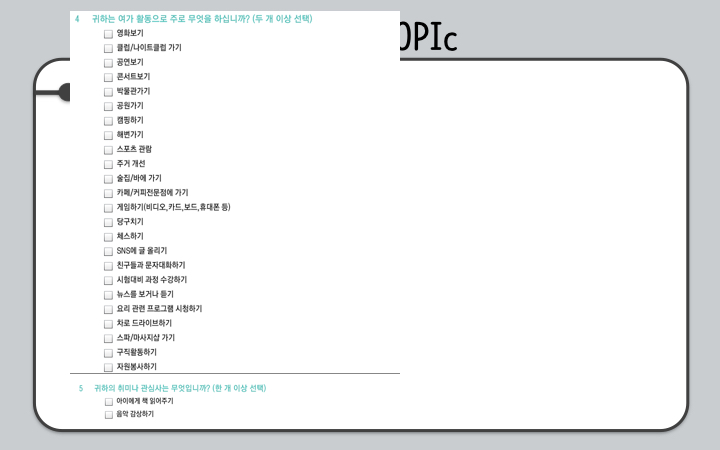 OPIc
4 귀하는 여가 활동으로 주로 무엇을 하십니까? (두 개 이상 선택)
영화보기
클럽/나이트클럽 가기
공연보기
콘서트보기
박물관가기
공원가기
캠핑하기
해변가기
스포츠 관람
주거 개선
술집/바에 가기
카페/커피전문점에 가기
게임하기(비디오,카드,보드,휴대폰 등)
당구치기
체스하기
SNS에 글 올리기
친구들과 문자대화하기
시험대비 과정 수강하기
뉴스를 보거나 듣기
요리 관련 프로그램 시청하기
차로 드라이브하기
스파/마사지샵 가기
구직활동하기
자원봉사하기
5 귀하의 취미나 관심사는 무엇입니까? (한 개 이상 선택)
아이에게 책 읽어주기
음악 감상하기